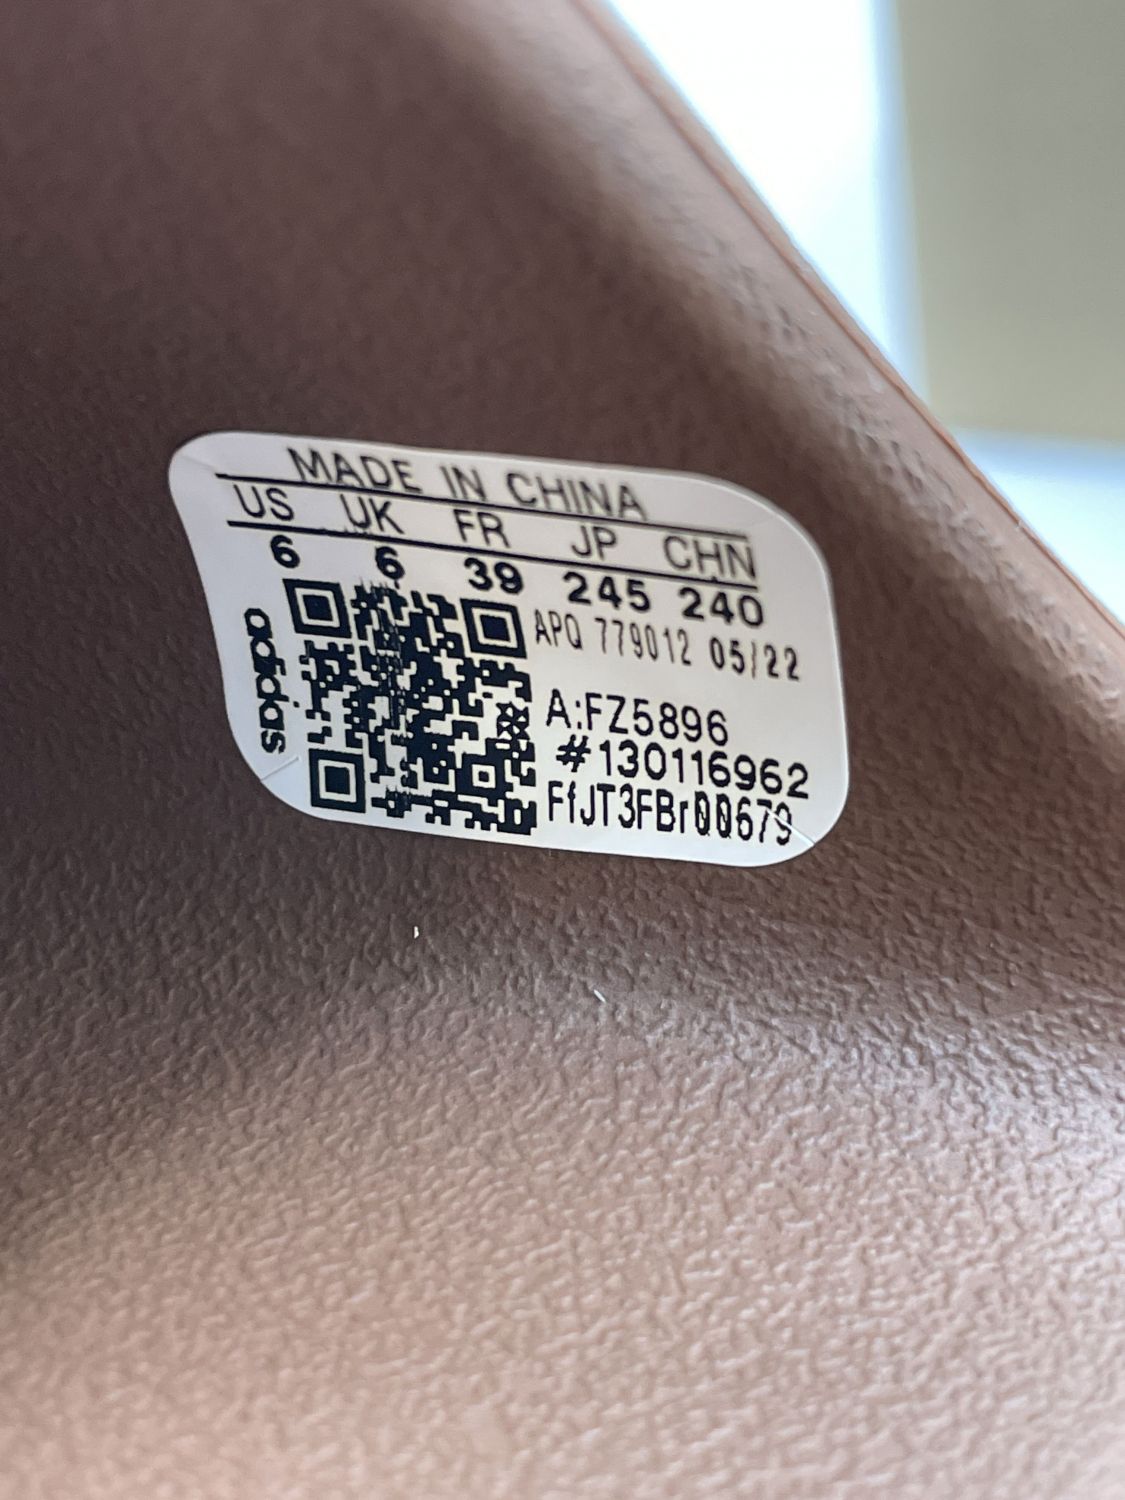 MADE IN CHINA
US UK FR JP CHN
6 6 39 245 240
APQ 779012 05/22
A:FZ5896
#130116962
FfJT3FBr00679
adidas